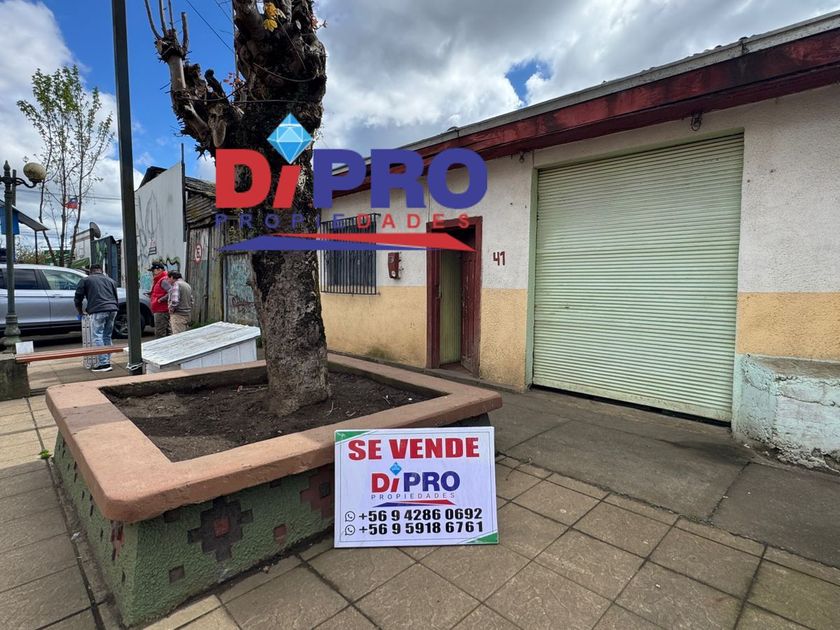 DiPRO
PROPIEDADES
41
SE VENDE
DiPRO
PROPIEDADES
+56 9 4286 0692
+56 9 5918 6761